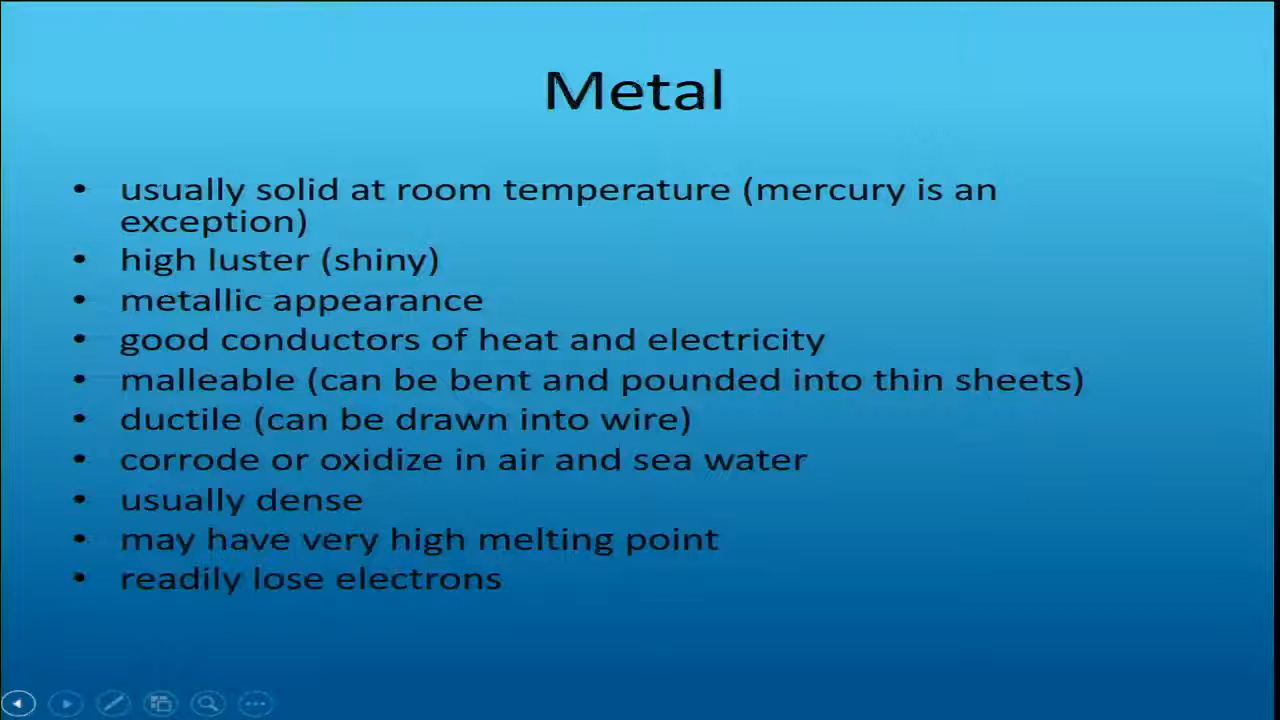 Metal
• usually solid at room temperature (mercury is an
exception)
• high luster (shiny)
• metallic appearance
• good conductors of heat and electricity
• malleable (can be bent and pounded into thin sheets)
• ductile (can be drawn into wire)
• corrode or oxidize in air and sea water
• usually dense
• may have very high melting point
• readily lose electrons